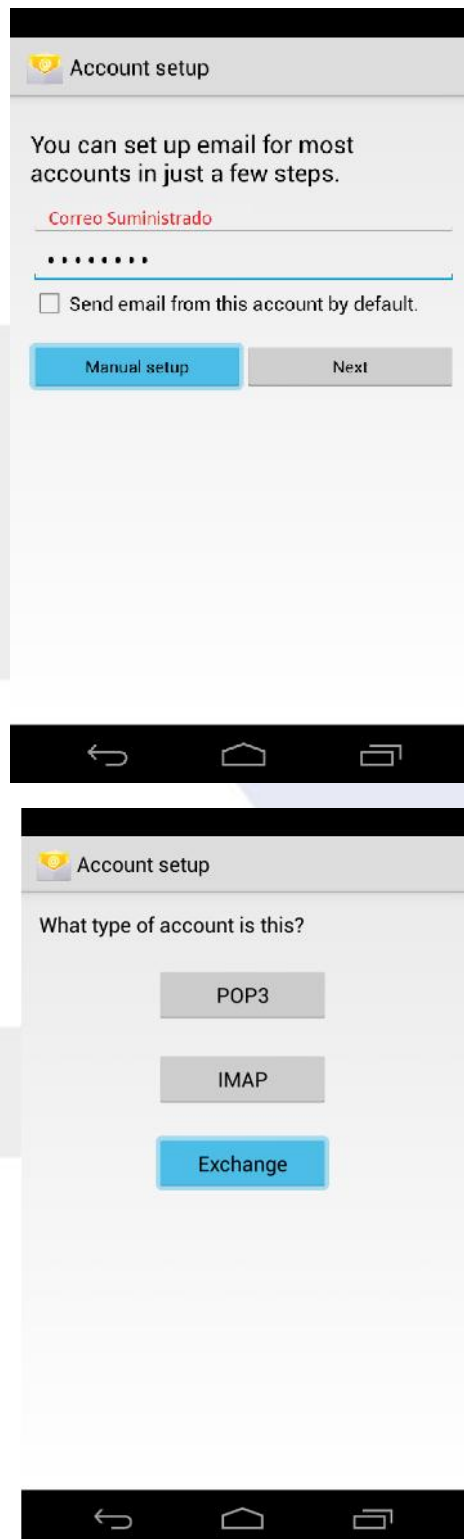 Account setup
You can set up email for most
accounts in just a few steps.
Correo Suministrado
Send email from this account by default.
Manual setup
Next
Account setup
What type of account is this?
POP3
IMAP
Exchange